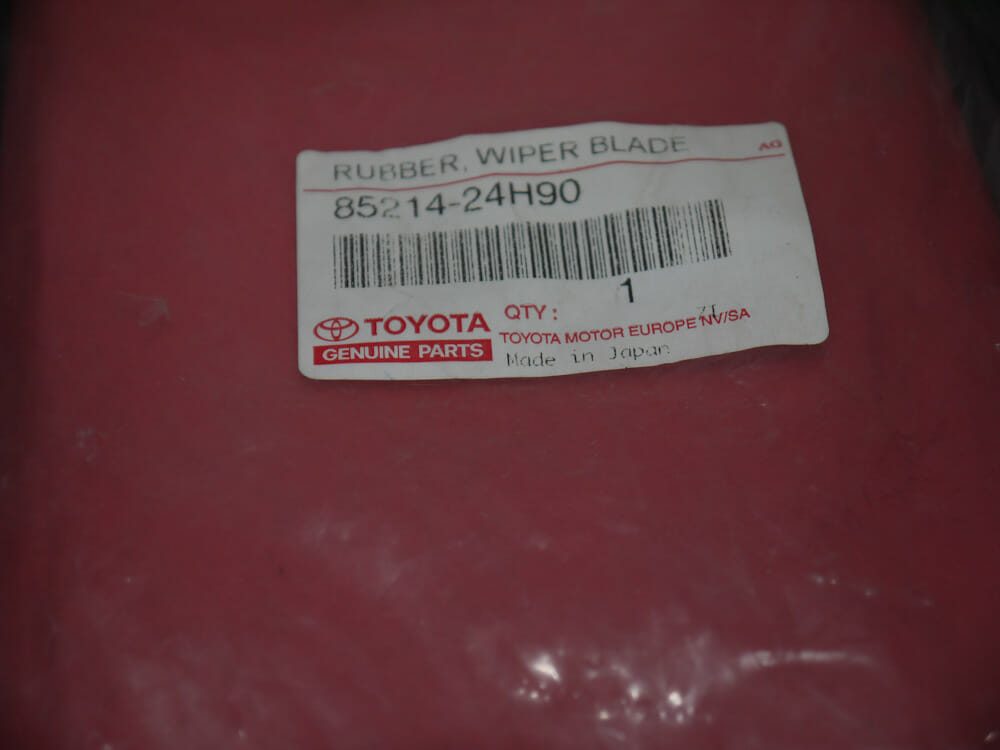 RUBBER, WIPER BLADE AG
85214-24H90
QTY: 1
TOYOTA
GENUINE PARTS
TOYOTA MOTOR EUROPE NV/SA
Made in Japan